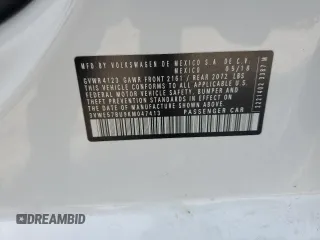 MFD BY VOLKSWAGEN DE MEXICO S.A. DE C.V.
MEXICO 05/18
GVWR 4123 GAWR FRONT 2161 / REAR 2072 LBS
THIS VEHICLE CONFORMS TO ALL APPLICABLE U.S.
FEDERAL MOTOR VEHICLE SAFETY, BUMPER, AND
THEFT PREVENTION STANDARDS IN EFFECT ON
THE DATE OF MANUFACTURE SHOWN ABOVE.
PASSENGER CAR
DREAMBID